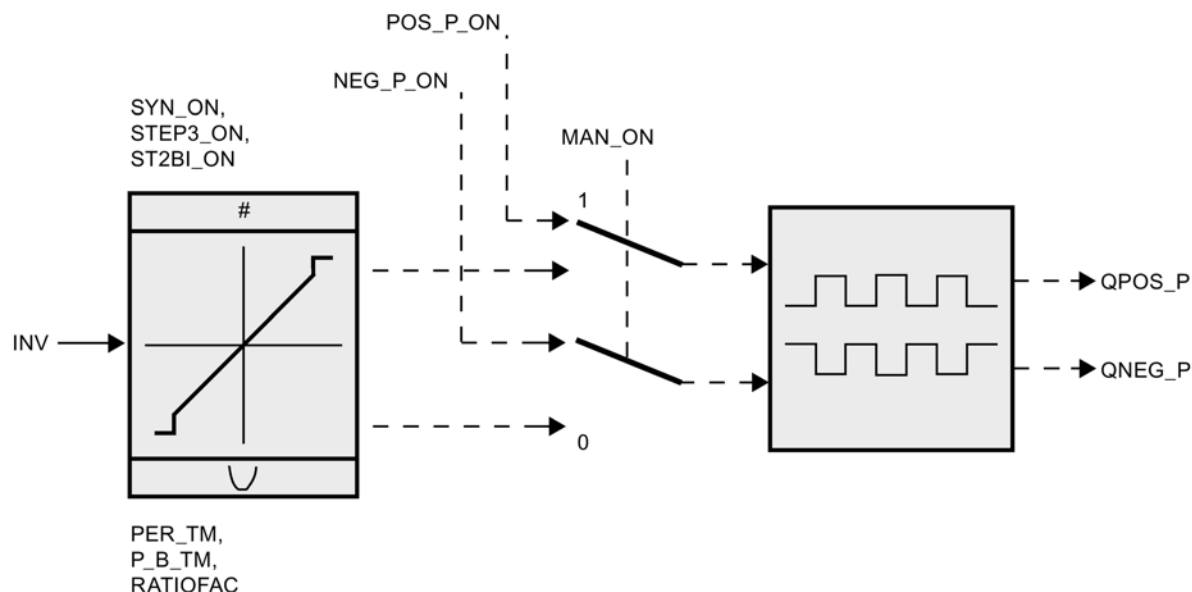 POS_P_ON
NEG_P_ON
SYN_ON,
STEP3_ON,
ST2BI_ON
MAN_ON
1
#
QPOS_P
INV
QNEG_P
0
PER_TM,
P_B_TM,
RATIOFAC